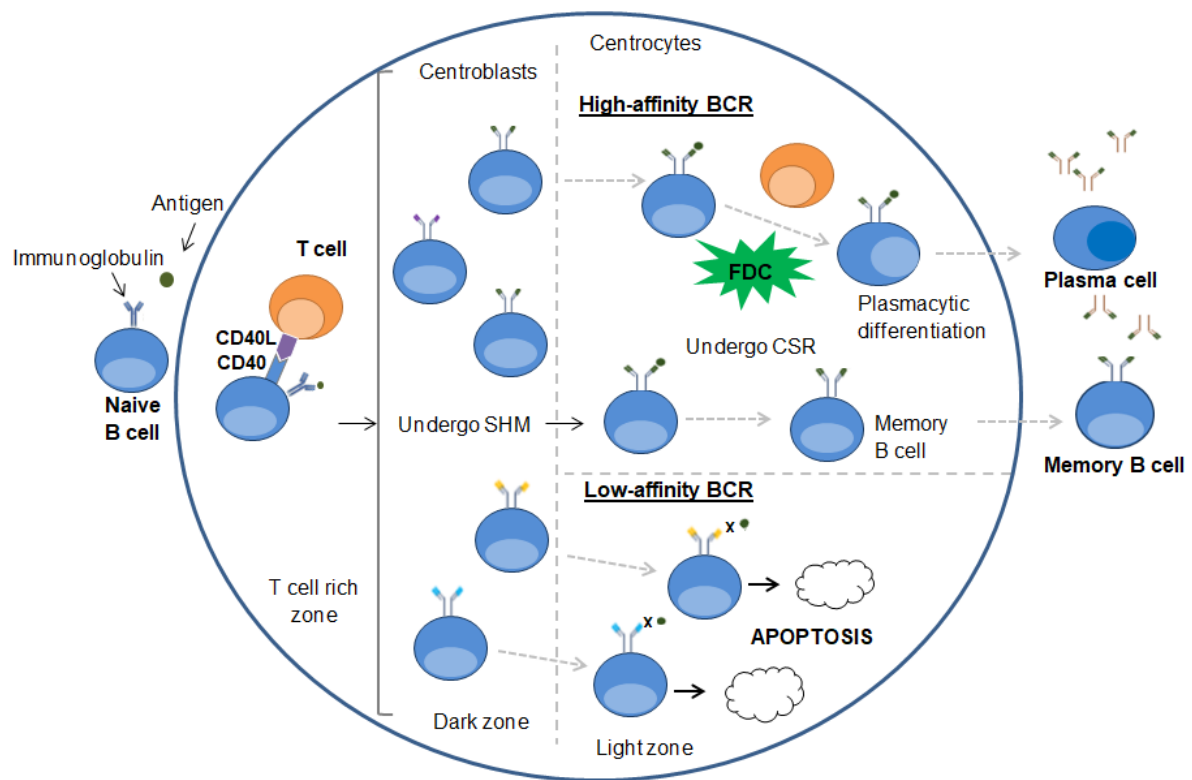 Centrocytes
Centroblasts
High-affinity BCR
Antigen
Immunoglobulin
T cell
CD40L
CD40
Naive
B cell
FDC
Plasmacytic
differentiation
Plasma cell
Undergo CSR
Undergo SHM
Memory
B cell
Memory B cell
Low-affinity BCR
x
x
T cell rich
zone
APOPTOSIS
Dark zone
Light zone